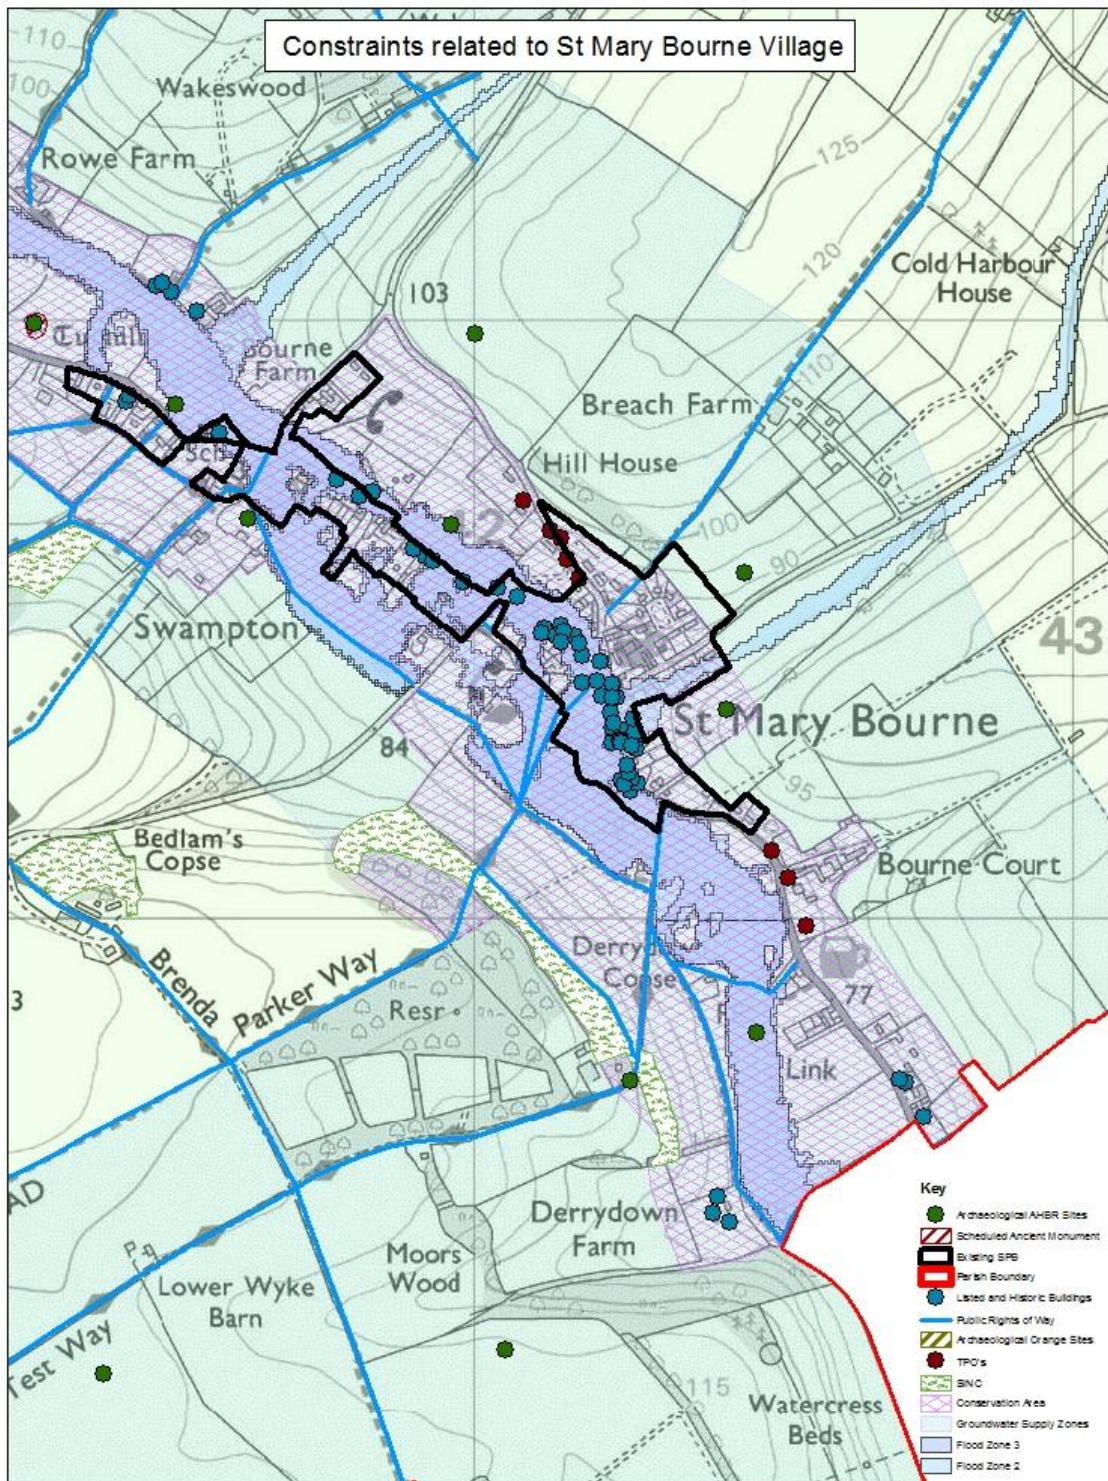 Constraints related to St Mary Bourne Village
110
100
Wakeswood
Rowe Farm
125
120
Cold Harbour
House
103
Bourne
Farm
110
Breach Farm
Hill House
Sch
100
90
Swampton
43
St Mary Bourne
84
95
Bedlam's
Copse
Bourne Court
Brenda
Parker Way
3
Resr
77
Link
Derrydown
Farm
Moors
Wood
Lower Wyke
Barn
Test Way
115
Watercress
Beds
Key
Archaeological AHBR Sites
Scheduled Ancient Monument
Existing SPB
Parish Boundary
Listed and Historic Buildings
Public Rights of Way
Archaeological Orange Sites
TPO's
SINC
Conservation Area
Groundwater Supply Zones
Flood Zone 3
Flood Zone 2